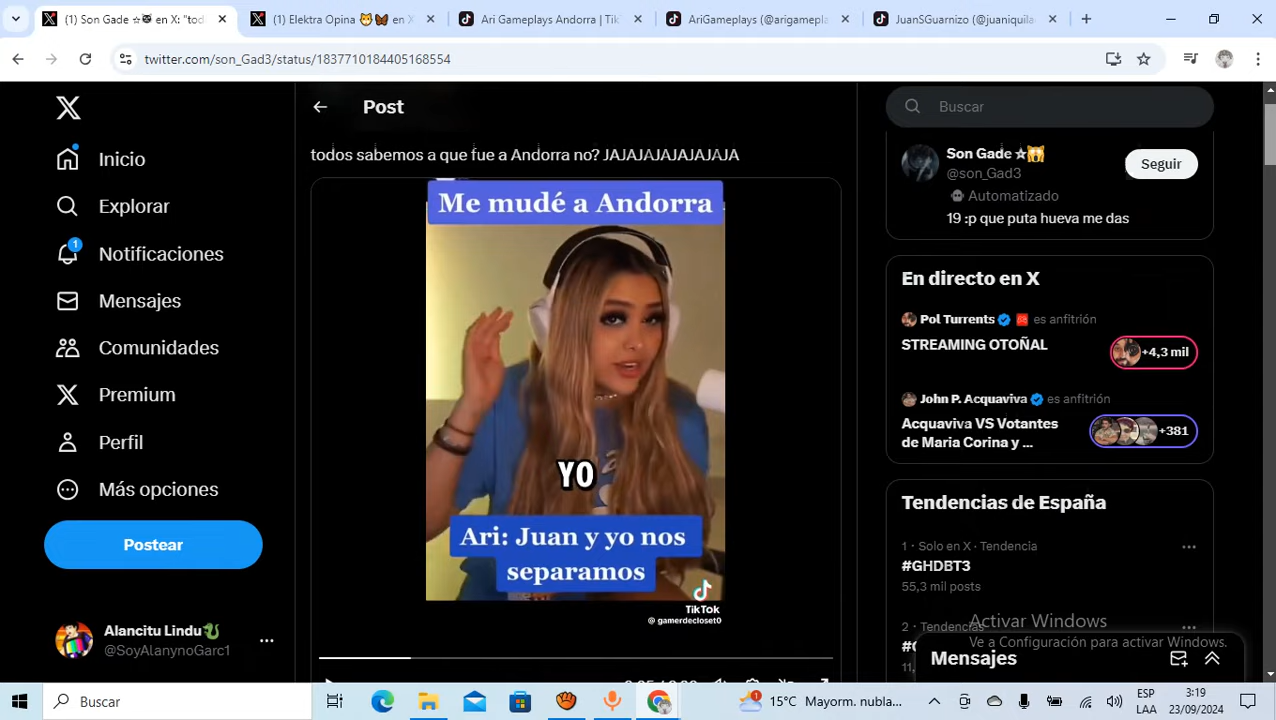 (1) Son Gade ☆ en X: "tod
(1) Elektra Opina en X
Ari Gameplays Andorra | Tik
AriGameplays (@arigamepla
JuanSGuarnizo (@juaniquila
twitter.com/son_Gad3/status/1837710184405168554
Inicio
Explorar
1
Notificaciones
Mensajes
Comunidades
Premium
Perfil
Más opciones
Postear
Alancitu Lindu
@SoyAlanynoGarc1
Post
todos sabemos a que fue a Andorra no? JAJAJAJAJAJAJAJA
Me mudé a Andorra
YO
Ari: Juan y yo nos
separamos
TikTok
@ gamerdecloset0
Buscar
Son Gade ☆
@son_Gad3
Seguir
Automatizado
19 :p que puta hueva me das
En directo en X
Pol Turrents es anfitrión
STREAMING OTOÑAL
+4,3 mil
John P. Acquaviva es anfitrión
Acquaviva VS Votantes
de Maria Corina y ...
+381
Tendencias de España
1 · Solo en X · Tendencia
#GHDBT3
55,3 mil posts
2 · Tendencias
Activar Windows
Ve a Configuración para activar Windows.
Mensajes
Buscar
1
15°C Mayorm. nubla...
ESP
LAA
3:19
23/09/2024